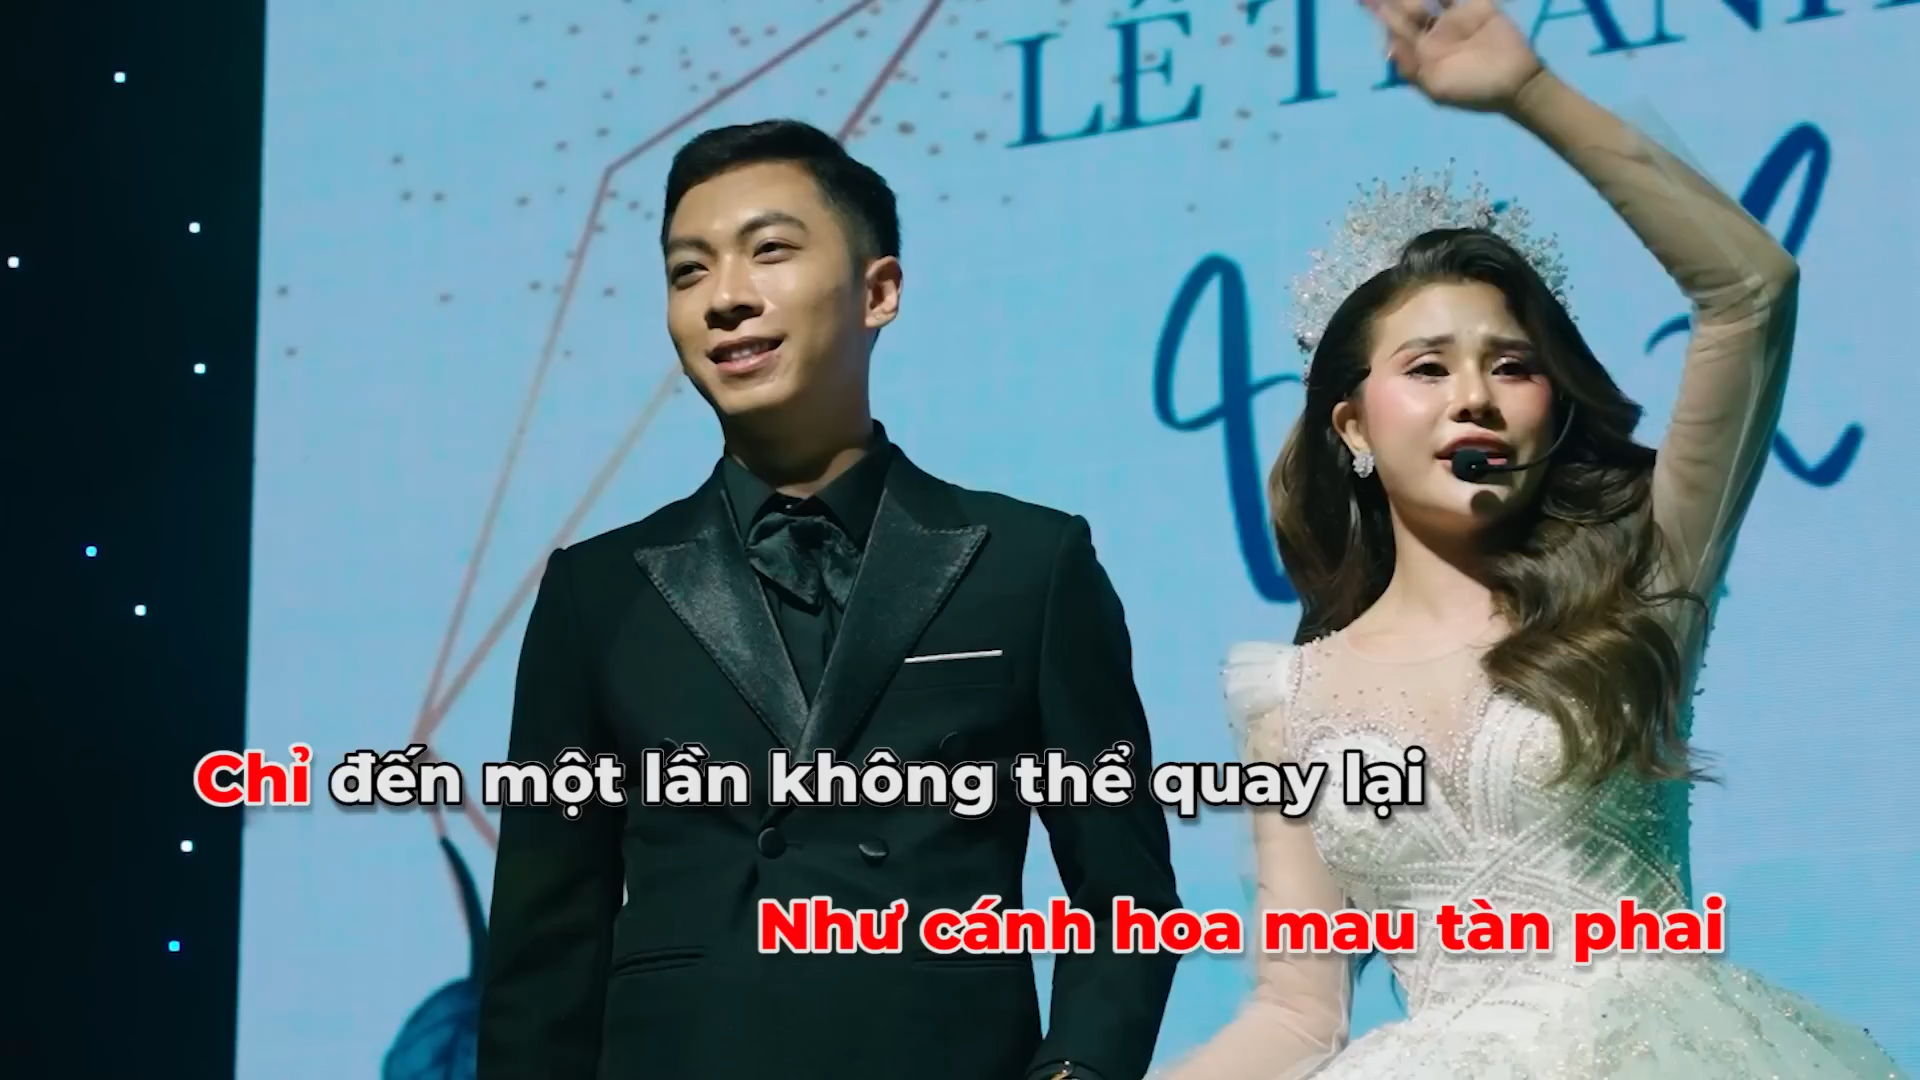 LỄ T
Chỉ đến một lần không thể quay lại
Như cánh hoa mau tàn phai